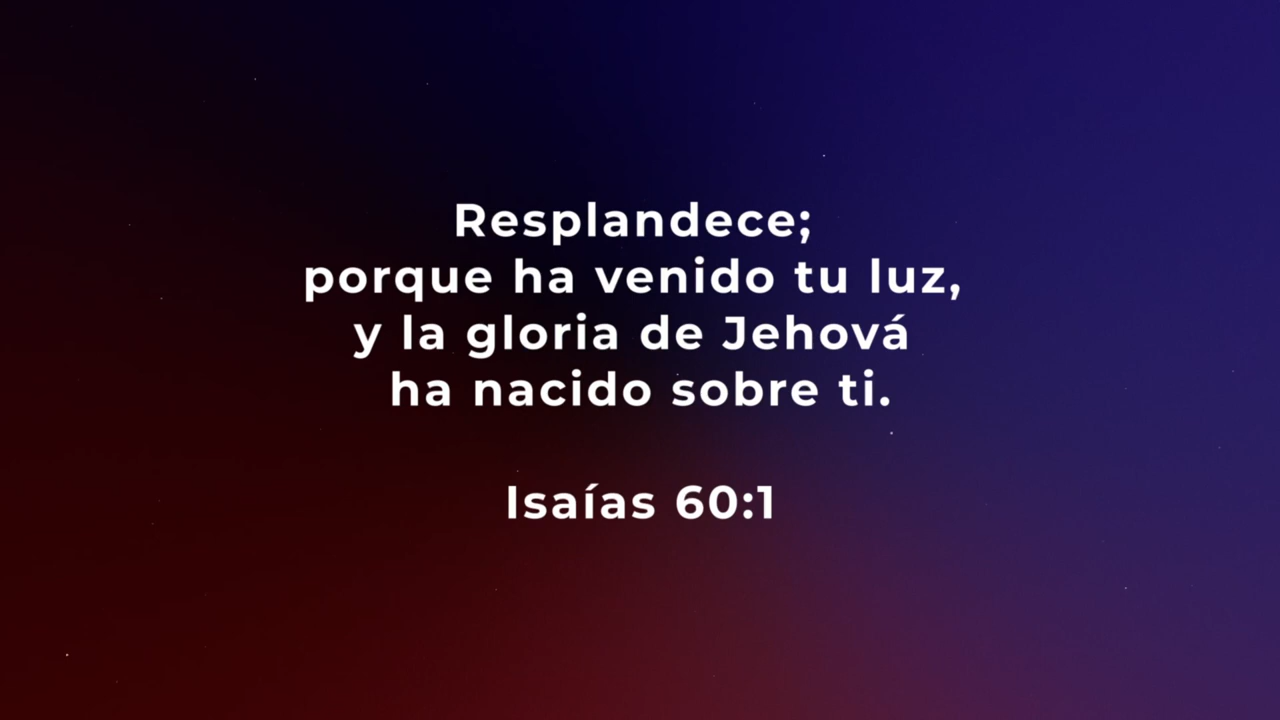 Resplandece;
porque ha venido tu luz,
y la gloria de Jehová
ha nacido sobre ti.
Isaías 60:1